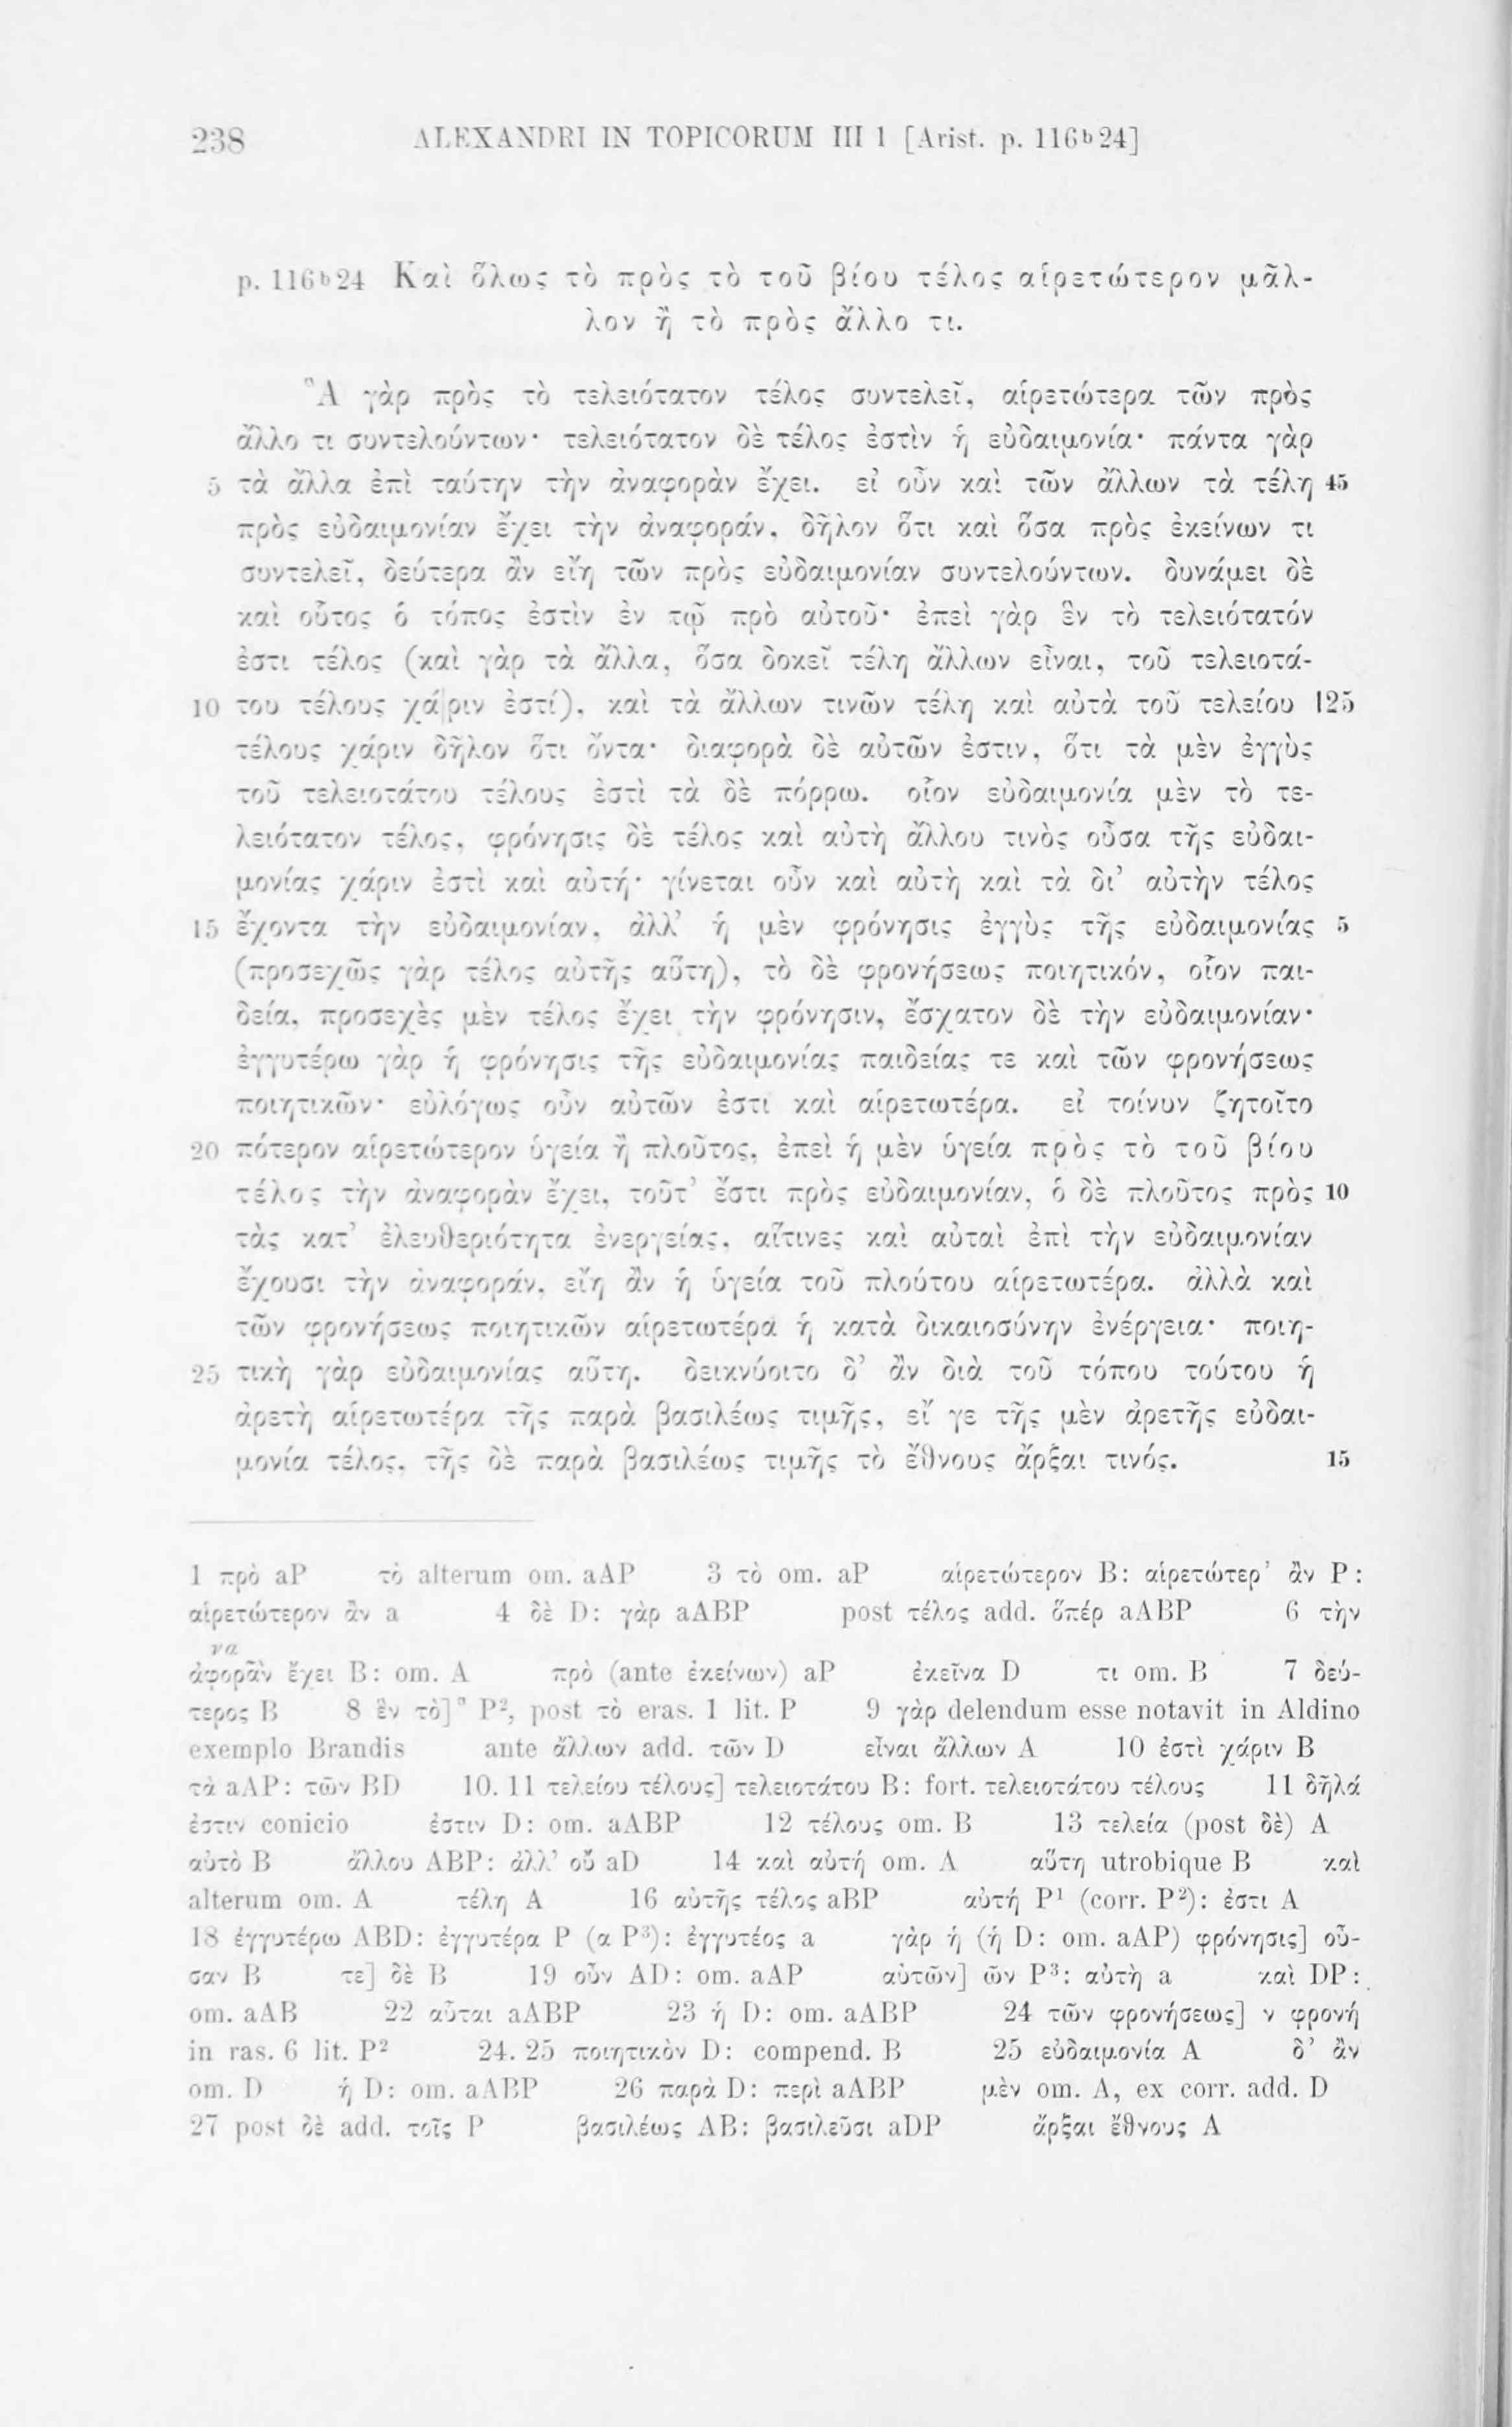 238 ALEXANDRI IN TOPICORUM III 1 [Arist. p. 116ᵇ24]
p. 116ᵇ24 Καὶ ὅλως τὸ πρὸς τὸ τοῦ βίου τέλος αἱρετώτερον μᾶλ-
λον ἢ τὸ πρὸς ἄλλο τι.
Ἃ γὰρ πρὸς τὸ τελειότατον τέλος συντελεῖ, αἱρετώτερα τῶν πρὸς
ἄλλο τι συντελούντων· τελειότατον δὲ τέλος ἐστὶν ἡ εὐδαιμονία· πάντα γὰρ
5 τὰ ἄλλα ἐπὶ ταύτην τὴν ἀναφορὰν ἔχει. εἰ οὖν καὶ τῶν ἄλλων τὰ τέλη 45
πρὸς εὐδαιμονίαν ἔχει τὴν ἀναφοράν, δῆλον ὅτι καὶ ὅσα πρὸς ἐκείνων τι
συντελεῖ, δεύτερα ἂν εἴη τῶν πρὸς εὐδαιμονίαν συντελούντων. δυνάμει δὲ
καὶ οὗτος ὁ τόπος ἐστὶν ἐν τῷ πρὸ αὐτοῦ· ἐπεὶ γὰρ ἓν τὸ τελειότατόν
ἐστι τέλος (καὶ γὰρ τὰ ἄλλα, ὅσα δοκεῖ τέλη ἄλλων εἶναι, τοῦ τελειοτά-
10 του τέλους χά|ριν ἐστί), καὶ τὰ ἄλλων τινῶν τέλη καὶ αὐτὰ τοῦ τελείου 125
τέλους χάριν δῆλον ὅτι ὄντα· διαφορὰ δὲ αὐτῶν ἐστιν, ὅτι τὰ μὲν ἐγγὺς
τοῦ τελειοτάτου τέλους ἐστὶ τὰ δὲ πόρρω. οἷον εὐδαιμονία μὲν τὸ τε-
λειότατον τέλος, φρόνησις δὲ τέλος καὶ αὐτὴ ἄλλου τινὸς οὖσα τῆς εὐδαι-
μονίας χάριν ἐστὶ καὶ αὐτή· γίνεται οὖν καὶ αὐτὴ καὶ τὰ δι’ αὐτὴν τέλος
15 ἔχοντα τὴν εὐδαιμονίαν, ἀλλ’ ἡ μὲν φρόνησις ἐγγὺς τῆς εὐδαιμονίας 5
(προσεχῶς γὰρ τέλος αὐτῆς αὕτη), τὸ δὲ φρονήσεως ποιητικόν, οἷον παι-
δεία, προσεχὲς μὲν τέλος ἔχει τὴν φρόνησιν, ἔσχατον δὲ τὴν εὐδαιμονίαν·
ἐγγυτέρω γὰρ ἡ φρόνησις τῆς εὐδαιμονίας παιδείας τε καὶ τῶν φρονήσεως
ποιητικῶν· εὐλόγως οὖν αὐτῶν ἐστι καὶ αἱρετωτέρα. εἰ τοίνυν ζητοῖτο
20 πότερον αἱρετώτερον ὑγεία ἢ πλοῦτος, ἐπεὶ ἡ μὲν ὑγεία πρὸς τὸ τοῦ βίου
τέλος τὴν ἀναφορὰν ἔχει, τοῦτ’ ἔστι πρὸς εὐδαιμονίαν, ὁ δὲ πλοῦτος πρὸς 10
τὰς κατ’ ἐλευθεριότητα ἐνεργείας, αἵτινες καὶ αὐταὶ ἐπὶ τὴν εὐδαιμονίαν
ἔχουσι τὴν ἀναφοράν, εἴη ἂν ἡ ὑγεία τοῦ πλούτου αἱρετωτέρα. ἀλλὰ καὶ
τῶν φρονήσεως ποιητικῶν αἱρετωτέρα ἡ κατὰ δικαιοσύνην ἐνέργεια· ποιη-
25 τικὴ γὰρ εὐδαιμονίας αὕτη. δεικνύοιτο δ’ ἂν διὰ τοῦ τόπου τούτου ἡ
ἀρετὴ αἱρετωτέρα τῆς παρὰ βασιλέως τιμῆς, εἴ γε τῆς μὲν ἀρετῆς εὐδαι-
μονία τέλος, τῆς δὲ παρὰ βασιλέως τιμῆς τὸ ἔθνους ἄρξαι τινός. 15
1 πρὸ aP τὸ alterum om. aAP 3 τὸ om. aP αἱρετώτερον B: αἱρετώτερ’ ἂν P:
αἱρετώτερον ἂν a 4 δὲ D: γὰρ aABP post τέλος add. ὅπέρ aABP 6 τὴν
να
ἀφορὰν ἔχει B: om. A πρὸ (ante ἐκείνων) aP ἐκεῖνα D τι om. B 7 δεύ-
τερος B 8 ἓν τὸ]" P², post τὸ eras. 1 lit. P 9 γὰρ delendum esse notavit in Aldino
exemplo Brandis ante ἄλλων add. τῶν D εἶναι ἄλλων A 10 ἐστὶ χάριν B
τὰ aAP: τῶν BD 10. 11 τελείου τέλους] τελειοτάτου B: fort. τελειοτάτου τέλους 11 δῆλά
ἐστιν conicio ἐστιν D: om. aABP 12 τέλους om. B 13 τελεία (post δὲ) A
αὐτὸ B ἄλλου ABP: ἀλλ’ οὗ aD 14 καὶ αὐτή om. A αὕτη utrobique B καὶ
alterum om. A τέλη A 16 αὐτῆς τέλος aBP αὐτή P¹ (corr. P²): ἐστι A
18 ἐγγυτέρω ABD: ἐγγυτέρα P (α P³): ἐγγυτέος a γὰρ ἡ (ἡ D: om. aAP) φρόνησις] οὖ-
σαν B τε] δὲ B 19 οὖν AD: om. aAP αὐτῶν] ῶν P³: αὐτὴ a καὶ DP:
om. aAB 22 αὗται aABP 23 ἡ D: om. aABP 24 τῶν φρονήσεως] ν φρονή
in ras. 6 lit. P² 24. 25 ποιητικὸν D: compend. B 25 εὐδαιμονία A δ’ ἂν
om. D ἡ D: om. aABP 26 παρὰ D: περὶ aABP μὲν om. A, ex corr. add. D
27 post δὲ add. τοῖς P βασιλέως AB: βασιλεῦσι aDP ἄρξαι ἔθνους A